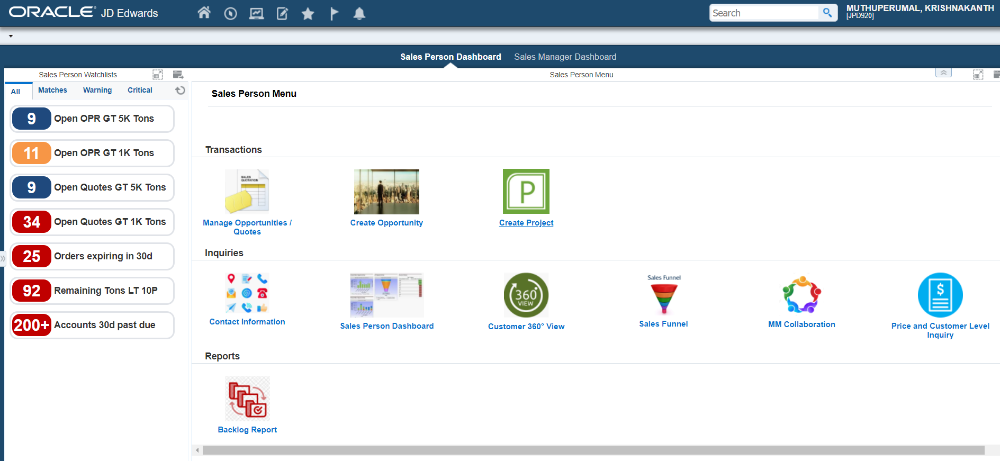 ORACLE® JD Edwards
Search
MUTHUPERUMAL, KRISHNAKANTH
[JPD920]
Sales Person Dashboard
Sales Manager Dashboard
Sales Person Watchlists
All
Matches
Warning
Critical
9 Open OPR GT 5K Tons
11 Open OPR GT 1K Tons
9 Open Quotes GT 5K Tons
34 Open Quotes GT 1K Tons
25 Orders expiring in 30d
92 Remaining Tons LT 10P
200+ Accounts 30d past due
Sales Person Menu
Sales Person Menu
Transactions
SALES
QUOTATION
Manage Opportunities /
Quotes
Create Opportunity
P
Create Project
Inquiries
Contact Information
Sales Person Dashboard
360°
VIEW
Customer 360° View
Sales Funnel
Sales Funnel
MM Collaboration
$
Price and Customer Level
Inquiry
Reports
Backlog Report